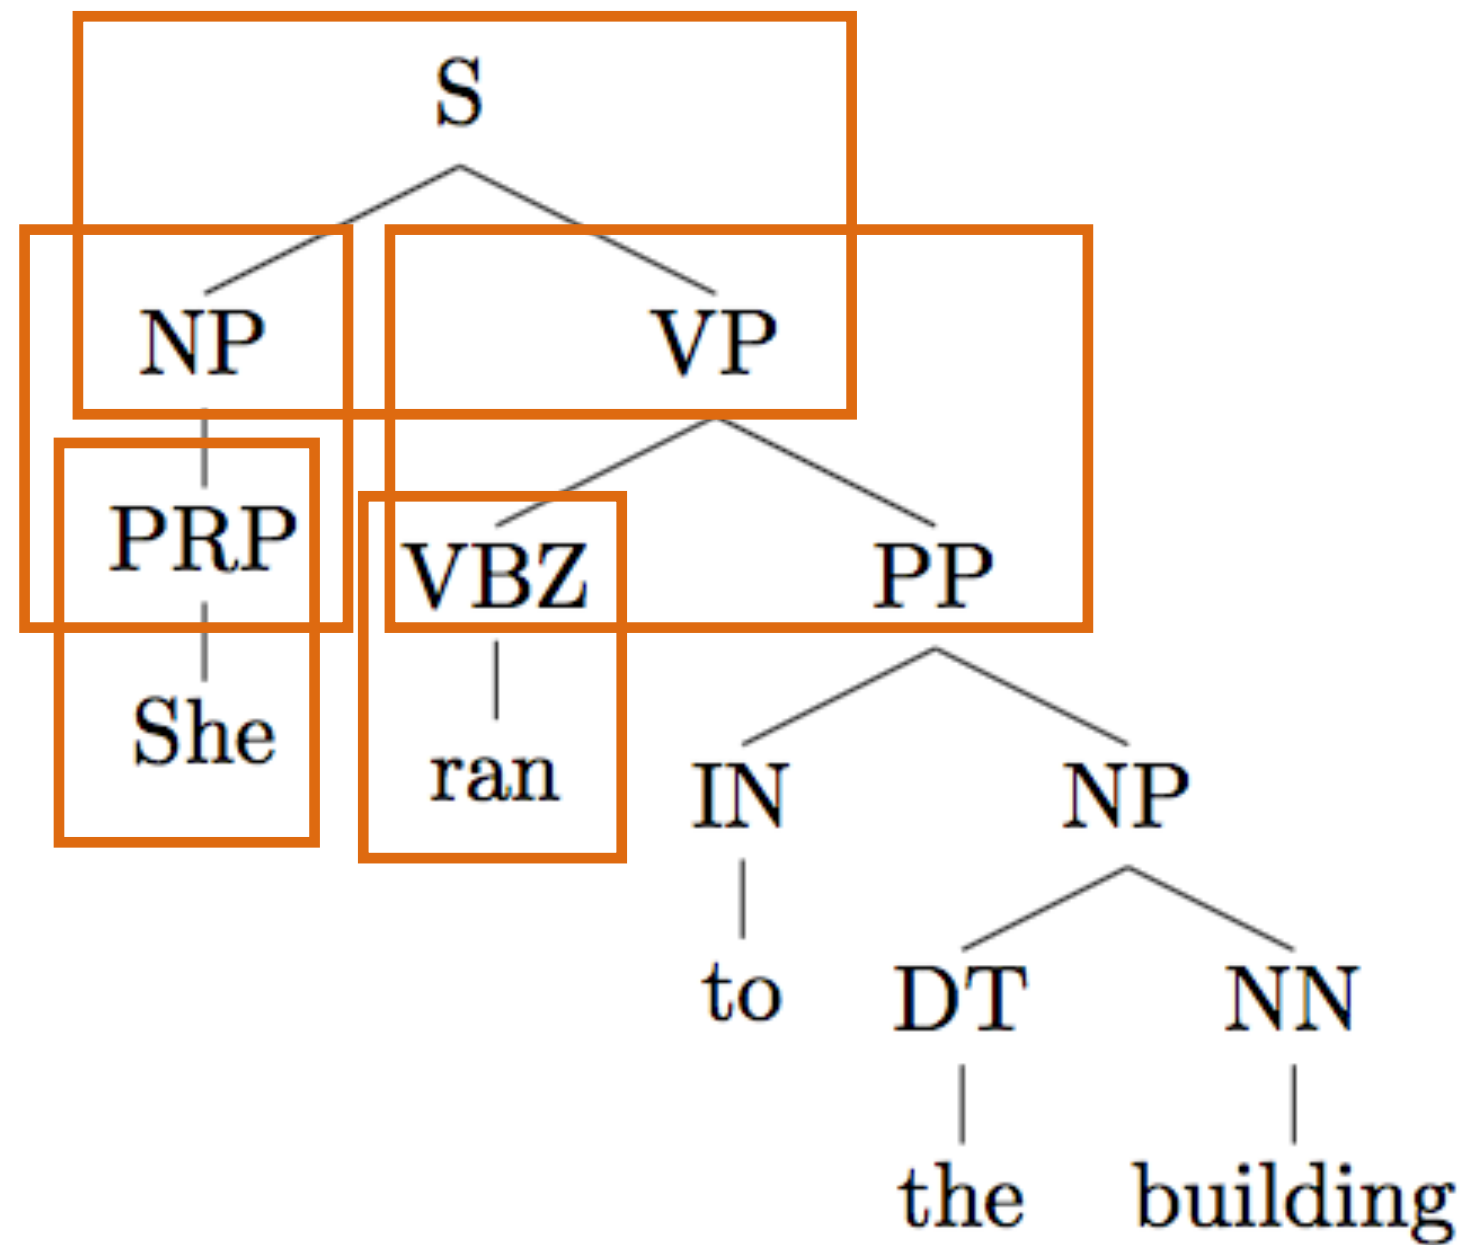 S
NP VP
PRP VBZ PP
She ran IN NP
to DT NN
the building